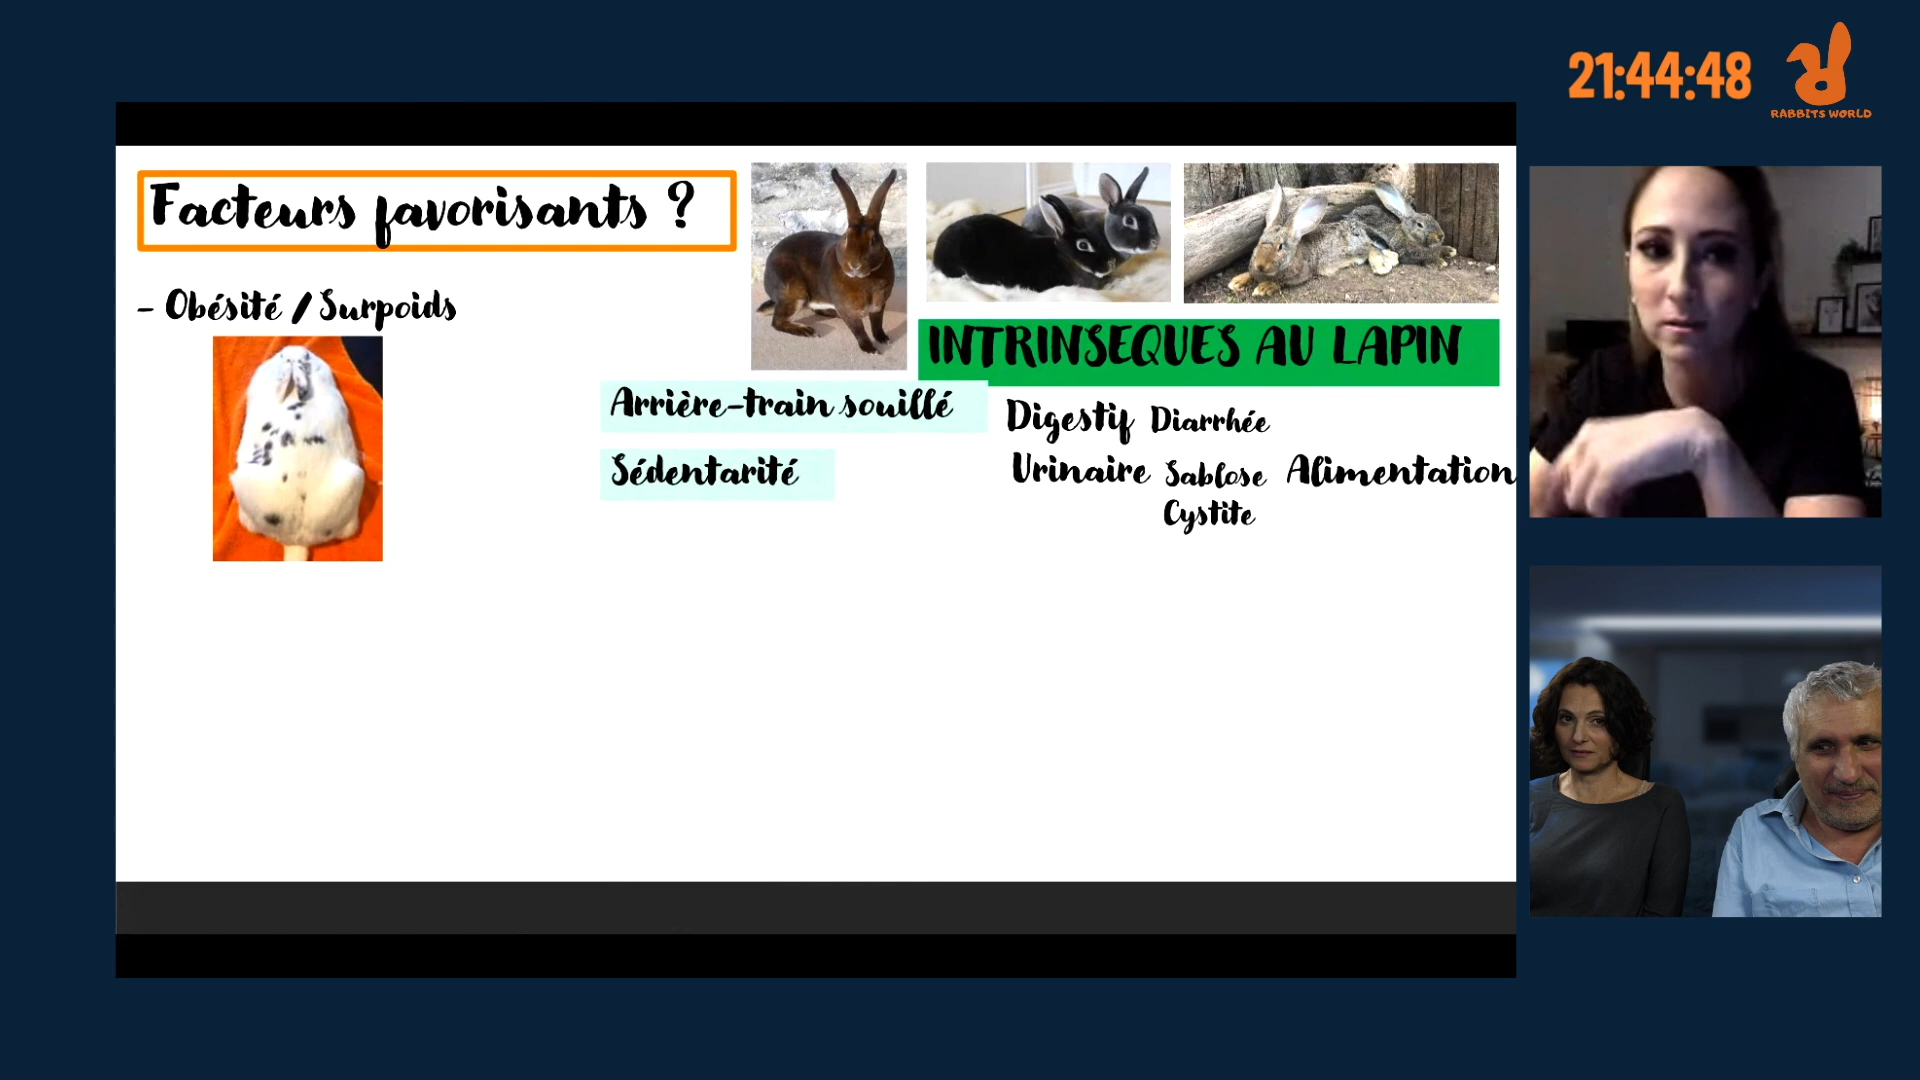 21:44:48
RABBITS WORLD
Facteurs favorisants ?
- Obésité / Surpoids
INTRINSEQUES AU LAPIN
Arrière-train souillé
Digestif Diarrhée
Sédentarité
Urinaire Sablose Alimentation
Cystite